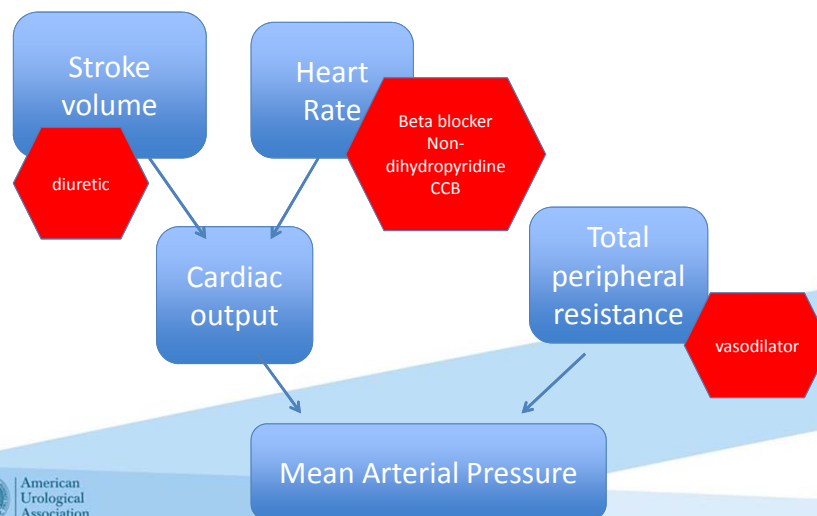 Stroke
volume
Heart
Rate
Beta blocker
Non-
dihydropyridine
CCB
diuretic
Cardiac
output
Total
peripheral
resistance
vasodilator
Mean Arterial Pressure
American
Urological
Association